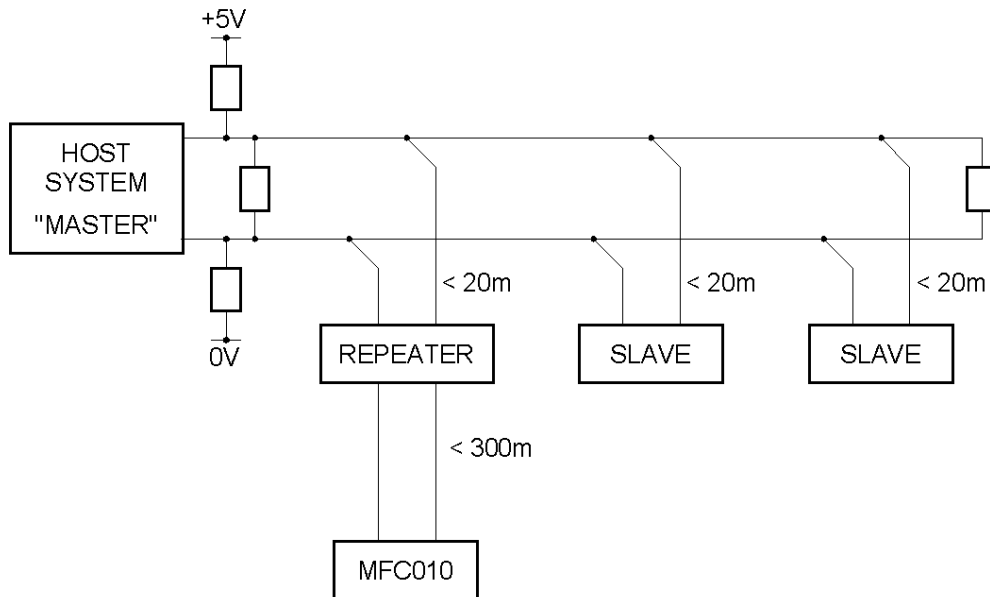 +5V
HOST
SYSTEM
"MASTER"
< 20m
< 20m
< 20m
0V
REPEATER
SLAVE
SLAVE
< 300m
MFC010